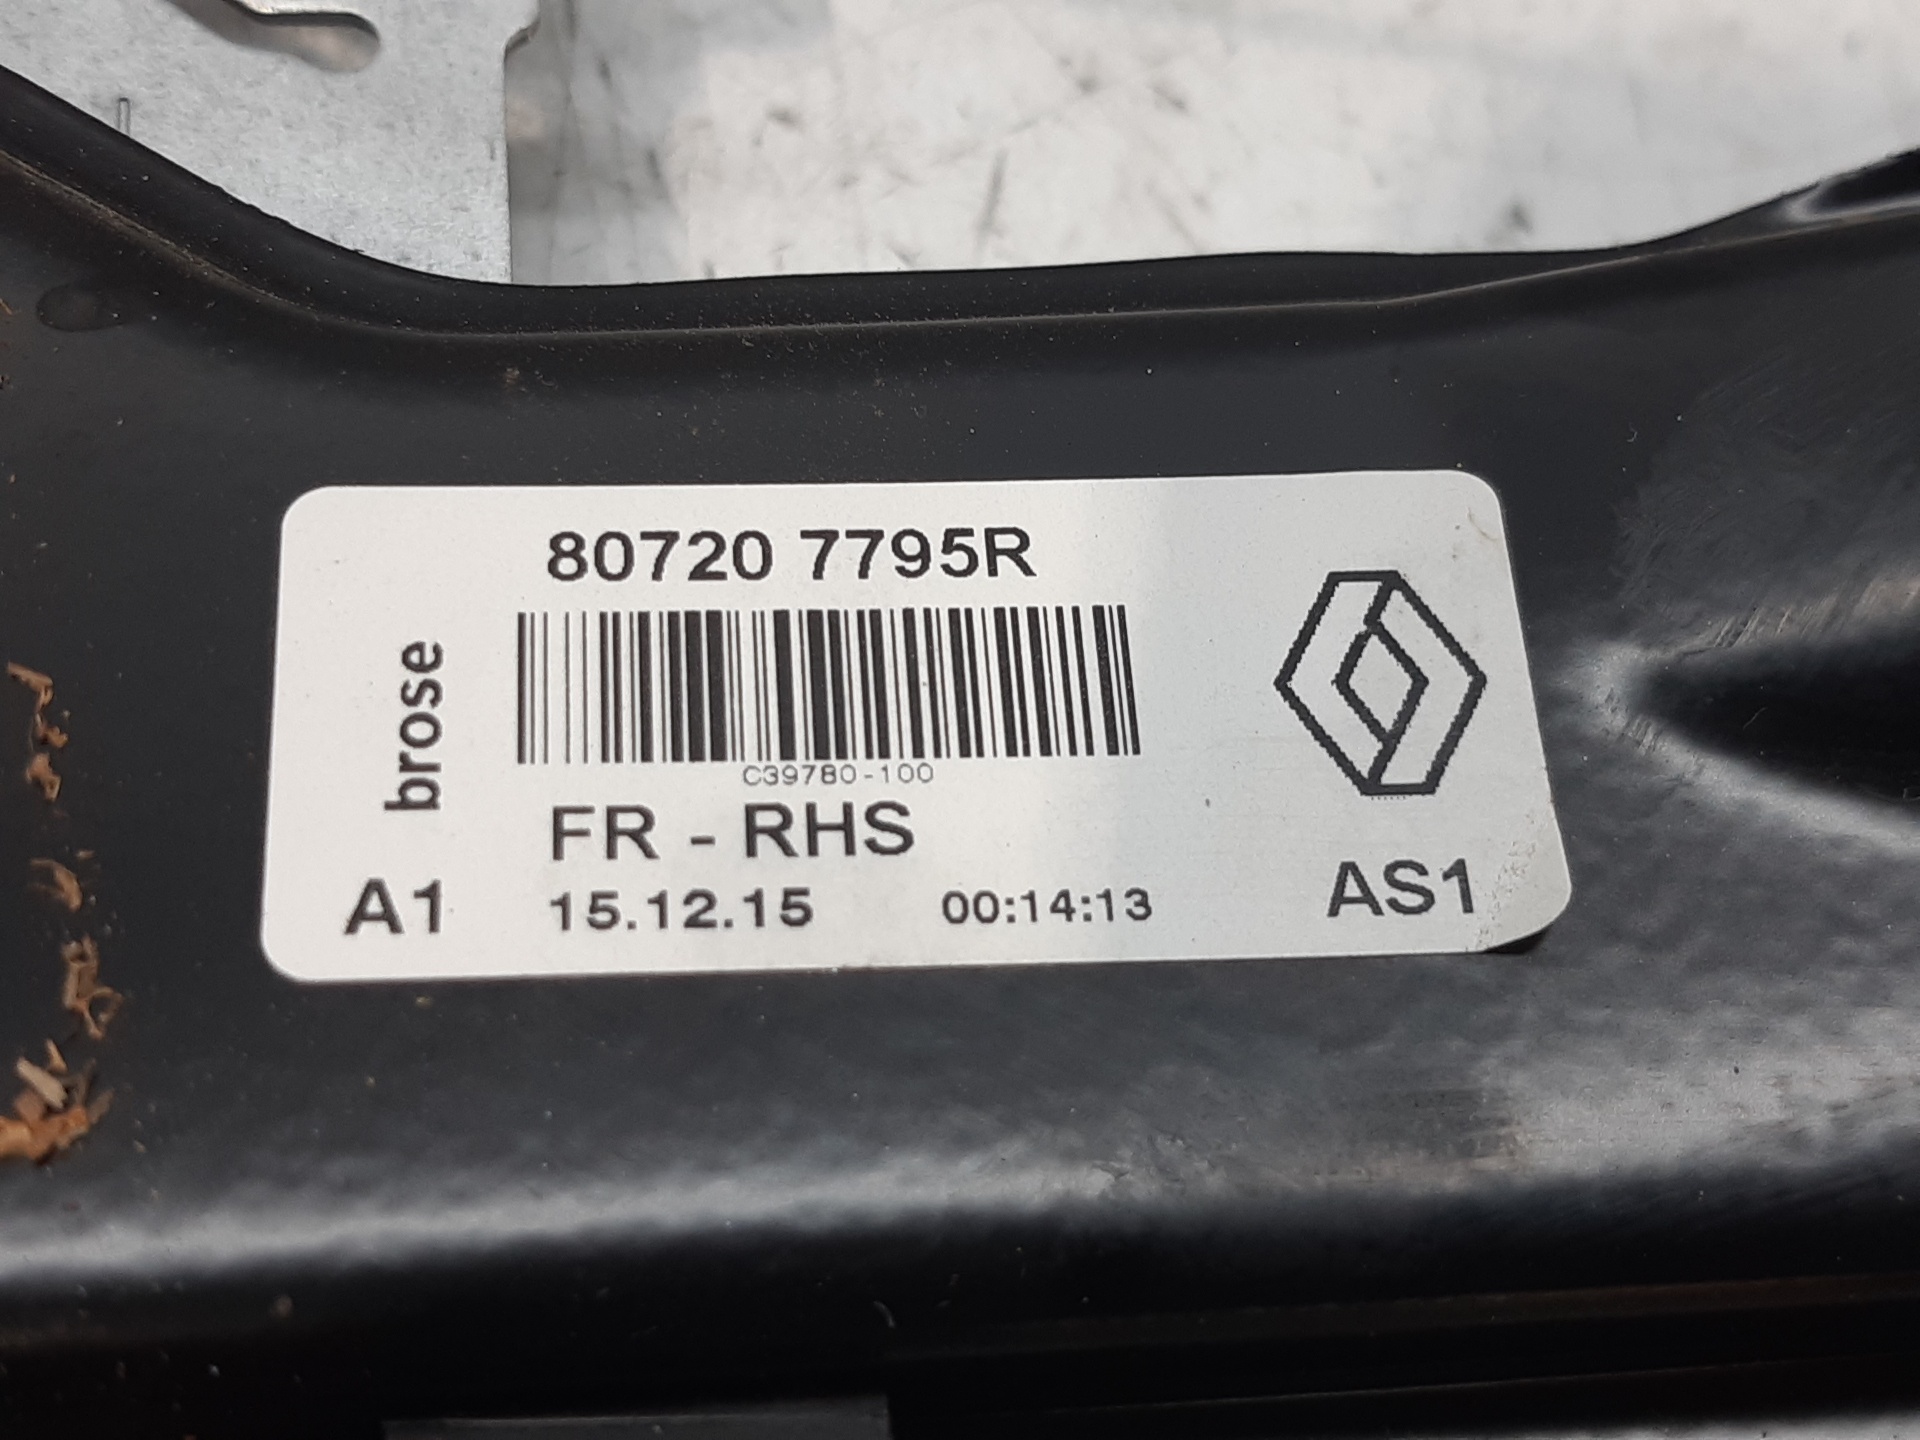 80720 7795R
brose
C39780-100
FR - RHS
A1 15.12.15 00:14:13 AS1